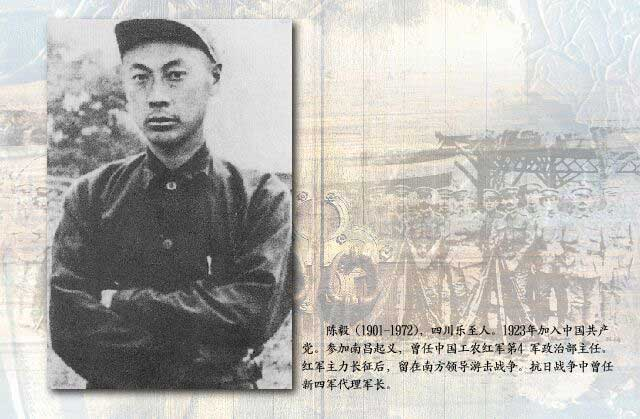 陈毅（1901-1972），四川乐至人。1923年加入中国共产
党。参加南昌起义，曾任中国工农红军第4 军政治部主任。
红军主力长征后，留在南方领导游击战争。抗日战争中曾任
新四军代理军长。